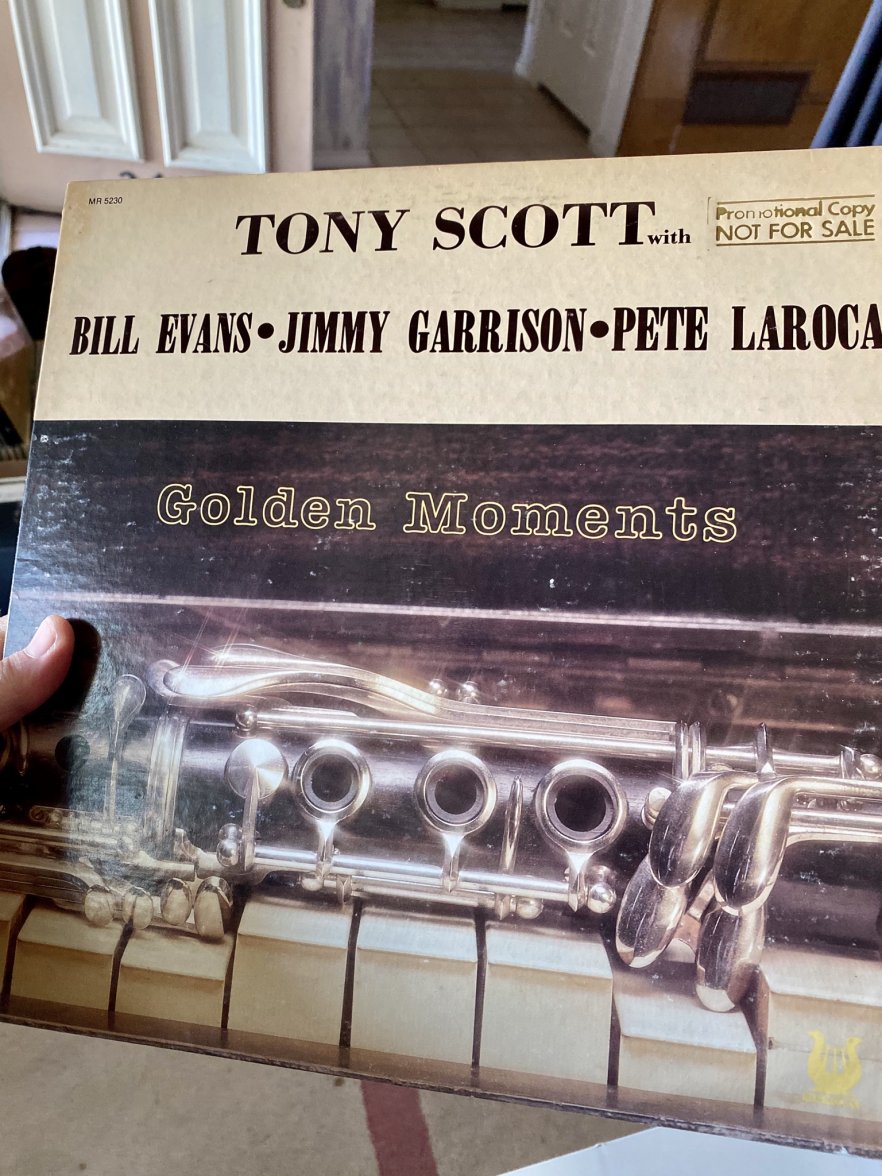 MR 5230
TONY SCOTT with
Promotional Copy
NOT FOR SALE
BILL EVANS • JIMMY GARRISON • PETE LAROCA
Golden Moments